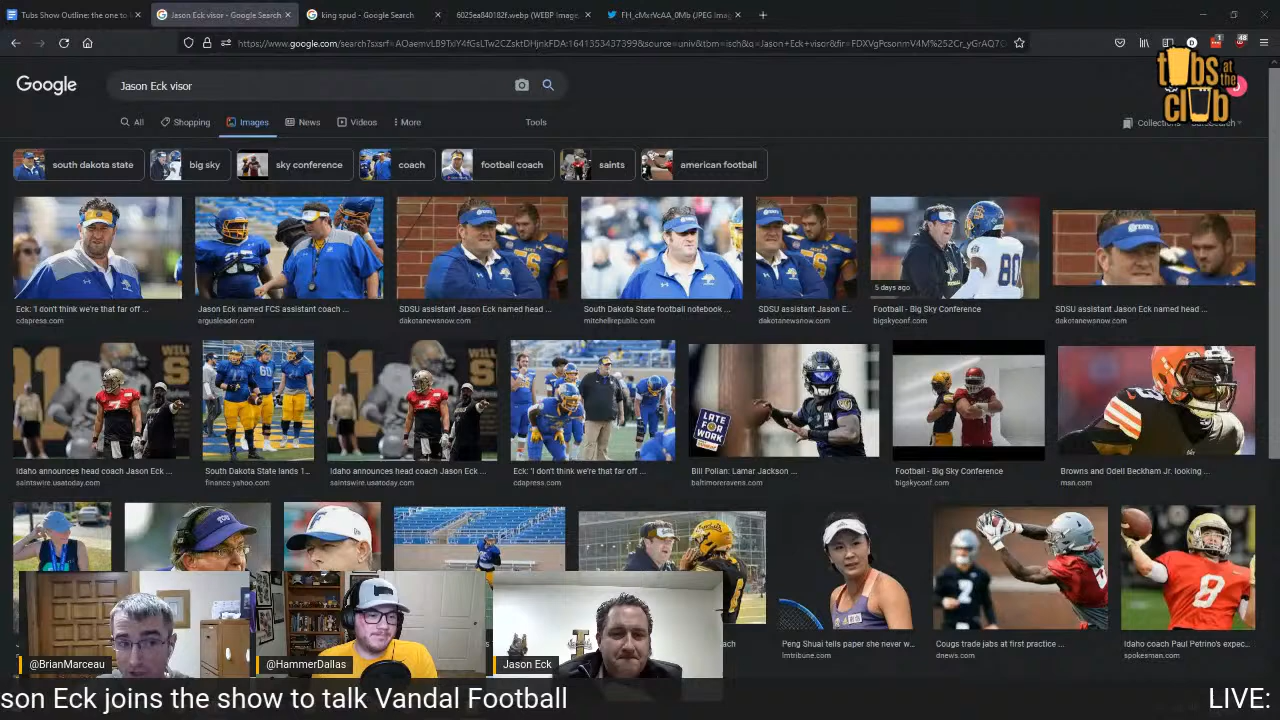 Tubs Show Outline: the one to
Jason Eck visor - Google Search
king spud - Google Search
6025ea840182f.webp (WEBP Image
FH_cMxrVcAA_0Mb (JPEG Imag
tubs at the club
Google
Jason Eck visor
All
Shopping
Images
News
Videos
More
Tools
Collections
SafeSearch
south dakota state
big sky
sky conference
coach
football coach
saints
american football
5 days ago
Eck: 'I don't think we're that far off ...
cdapress.com
Jason Eck named FCS assistant coach ...
argusleader.com
SDSU assistant Jason Eck named head ...
dakotanewsnow.com
South Dakota State football notebook ...
mitchellrepublic.com
SDSU assistant Jason E...
dakotanewsnow.com
Football - Big Sky Conference
bigskyconf.com
SDSU assistant Jason Eck named head ...
dakotanewsnow.com
LRTE FOR WORK
Idaho announces head coach Jason Eck ...
saintswire.usatoday.com
South Dakota State lands 1...
finance.yahoo.com
Idaho announces head coach Jason Eck ...
saintswire.usatoday.com
Eck: 'I don't think we're that far off ...
cdapress.com
Bill Polian: Lamar Jackson ...
baltimoreravens.com
Football - Big Sky Conference
bigskyconf.com
Browns and Odell Beckham Jr. looking ...
msn.com
Peng Shuai tells paper she never w...
lmtribune.com
Cougs trade jabs at first practice ...
dnews.com
Idaho coach Paul Petrino's expec...
spokesman.com
@BrianMarceau
@HammerDallas
Jason Eck
son Eck joins the show to talk Vandal Football
LIVE: